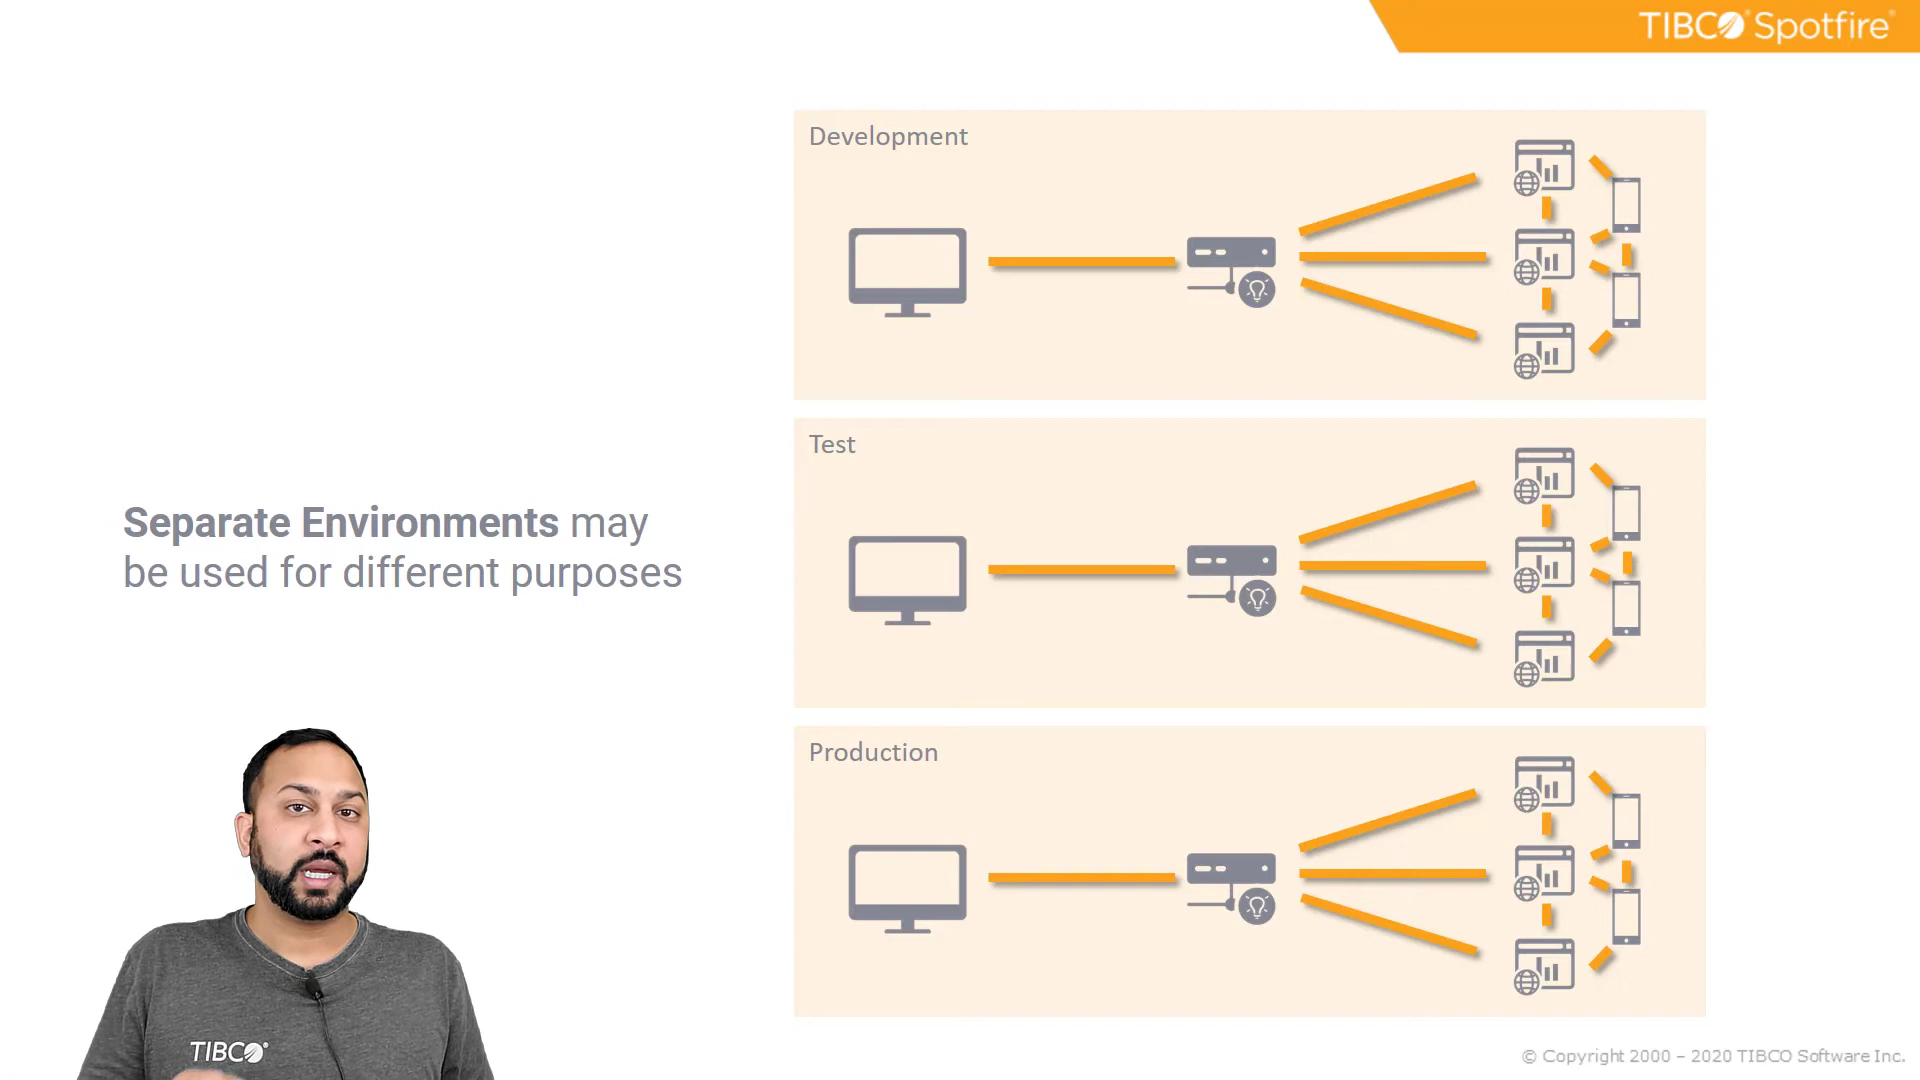 TIBCO® Spotfire®
Development
Test
Separate Environments may
be used for different purposes
Production
TIBCO®
© Copyright 2000 – 2020 TIBCO Software Inc.